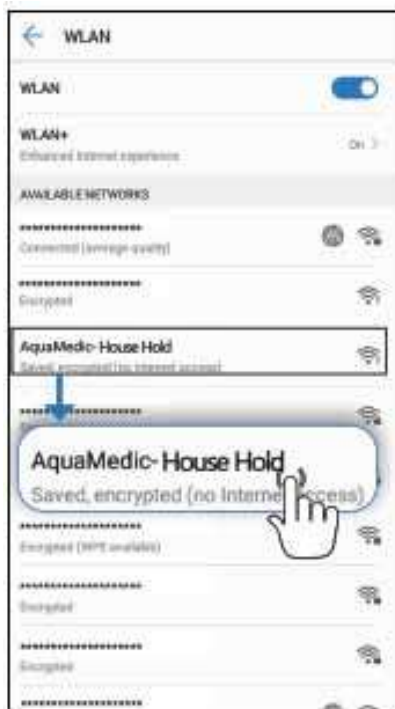 WLAN
WLAN
WLAN+
On
Enhanced Internet experience
AVAILABLE NETWORKS
********************
Connected (average quality)
********************
Encrypted
AquaMedic- House Hold
Saved, encrypted (no Internet access)
********************
AquaMedic- House Hold
Saved, encrypted (no Internet access)
********************
Encrypted (WPS available)
********************
Encrypted
********************
Encrypted
********************